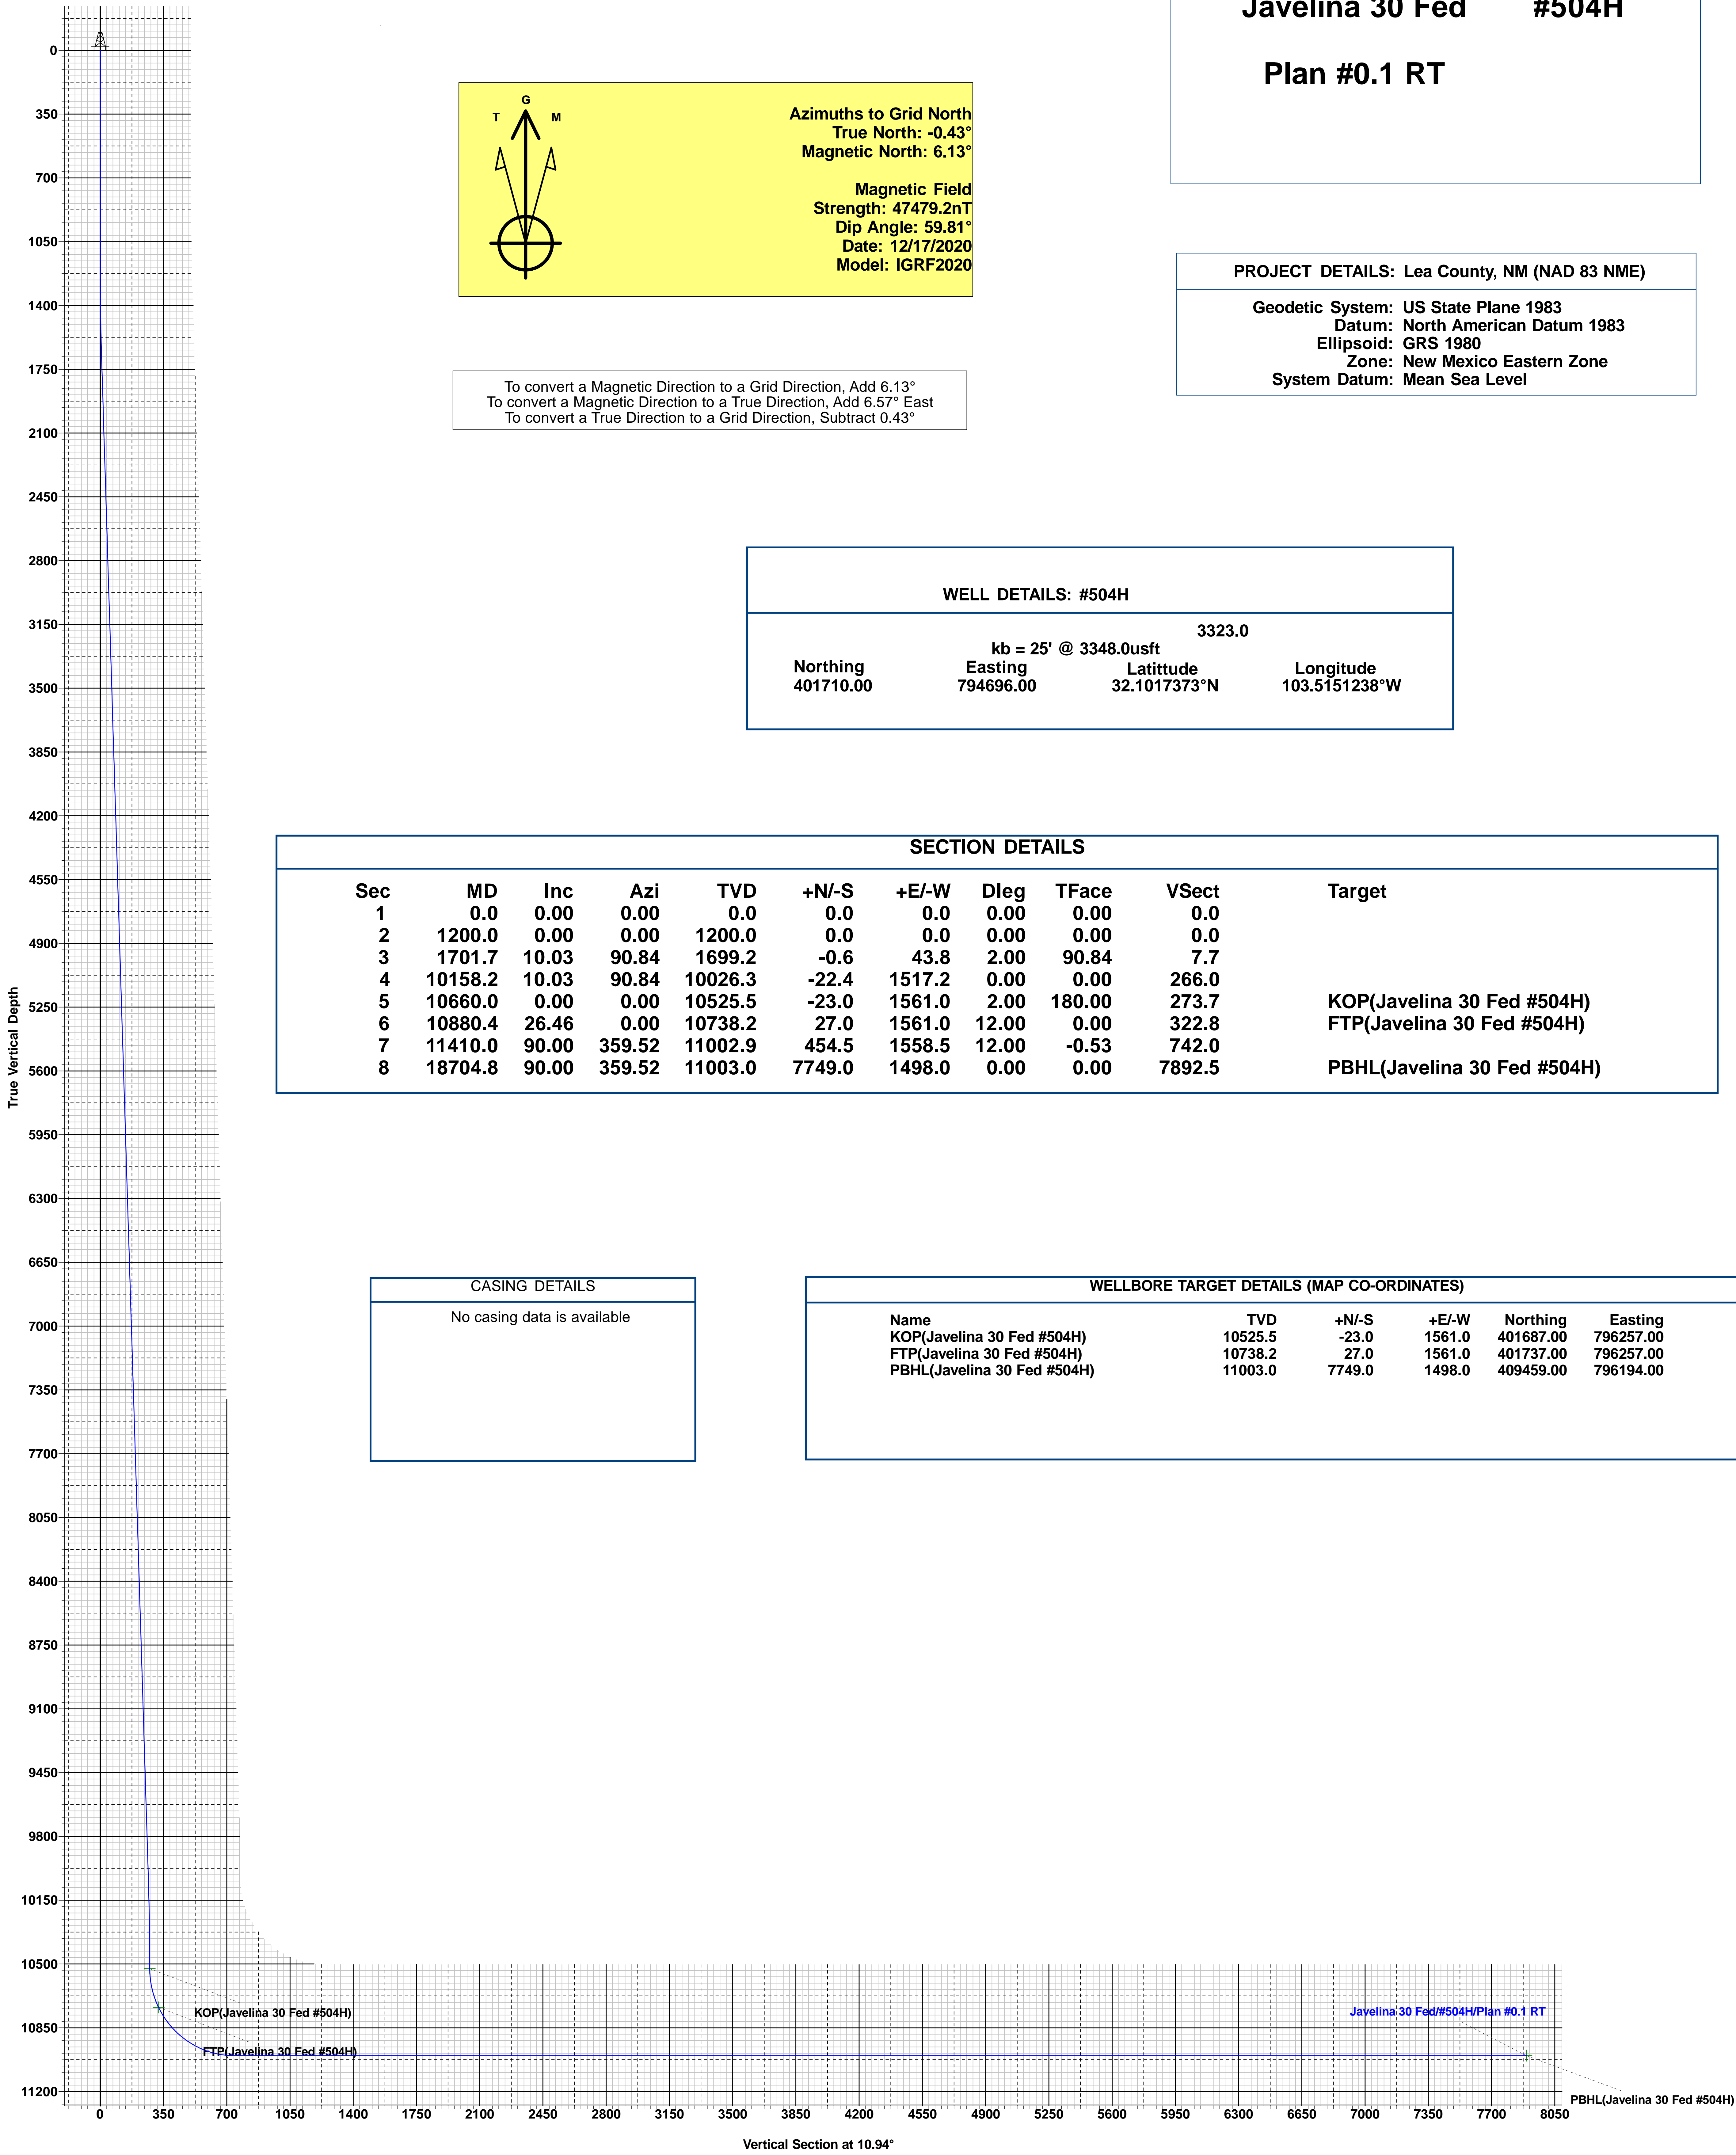 Javelina 30 Fed #504H
Plan #0.1 RT
T G M
Azimuths to Grid North
True North: -0.43°
Magnetic North: 6.13°
Magnetic Field
Strength: 47479.2nT
Dip Angle: 59.81°
Date: 12/17/2020
Model: IGRF2020
PROJECT DETAILS: Lea County, NM (NAD 83 NME)
Geodetic System: US State Plane 1983
Datum: North American Datum 1983
Ellipsoid: GRS 1980
Zone: New Mexico Eastern Zone
System Datum: Mean Sea Level
To convert a Magnetic Direction to a Grid Direction, Add 6.13°
To convert a Magnetic Direction to a True Direction, Add 6.57° East
To convert a True Direction to a Grid Direction, Subtract 0.43°
WELL DETAILS: #504H
3323.0
kb = 25' @ 3348.0usft
Northing Easting Latittude Longitude
401710.00 794696.00 32.1017373°N 103.5151238°W
SECTION DETAILS
Sec MD Inc Azi TVD +N/-S +E/-W Dleg TFace VSect Target
1 0.0 0.00 0.00 0.0 0.0 0.0 0.00 0.00 0.0
2 1200.0 0.00 0.00 1200.0 0.0 0.0 0.00 0.00 0.0
3 1701.7 10.03 90.84 1699.2 -0.6 43.8 2.00 90.84 7.7
4 10158.2 10.03 90.84 10026.3 -22.4 1517.2 0.00 0.00 266.0
5 10660.0 0.00 0.00 10525.5 -23.0 1561.0 2.00 180.00 273.7 KOP(Javelina 30 Fed #504H)
6 10880.4 26.46 0.00 10738.2 27.0 1561.0 12.00 0.00 322.8 FTP(Javelina 30 Fed #504H)
7 11410.0 90.00 359.52 11002.9 454.5 1558.5 12.00 -0.53 742.0
8 18704.8 90.00 359.52 11003.0 7749.0 1498.0 0.00 0.00 7892.5 PBHL(Javelina 30 Fed #504H)
CASING DETAILS
No casing data is available
WELLBORE TARGET DETAILS (MAP CO-ORDINATES)
Name TVD +N/-S +E/-W Northing Easting
KOP(Javelina 30 Fed #504H) 10525.5 -23.0 1561.0 401687.00 796257.00
FTP(Javelina 30 Fed #504H) 10738.2 27.0 1561.0 401737.00 796257.00
PBHL(Javelina 30 Fed #504H) 11003.0 7749.0 1498.0 409459.00 796194.00
True Vertical Depth
0
350
700
1050
1400
1750
2100
2450
2800
3150
3500
3850
4200
4550
4900
5250
5600
5950
6300
6650
7000
7350
7700
8050
8400
8750
9100
9450
9800
10150
10500
10850
11200
KOP(Javelina 30 Fed #504H)
FTP(Javelina 30 Fed #504H)
Javelina 30 Fed/#504H/Plan #0.1 RT
PBHL(Javelina 30 Fed #504H)
0 350 700 1050 1400 1750 2100 2450 2800 3150 3500 3850 4200 4550 4900 5250 5600 5950 6300 6650 7000 7350 7700 8050
Vertical Section at 10.94°